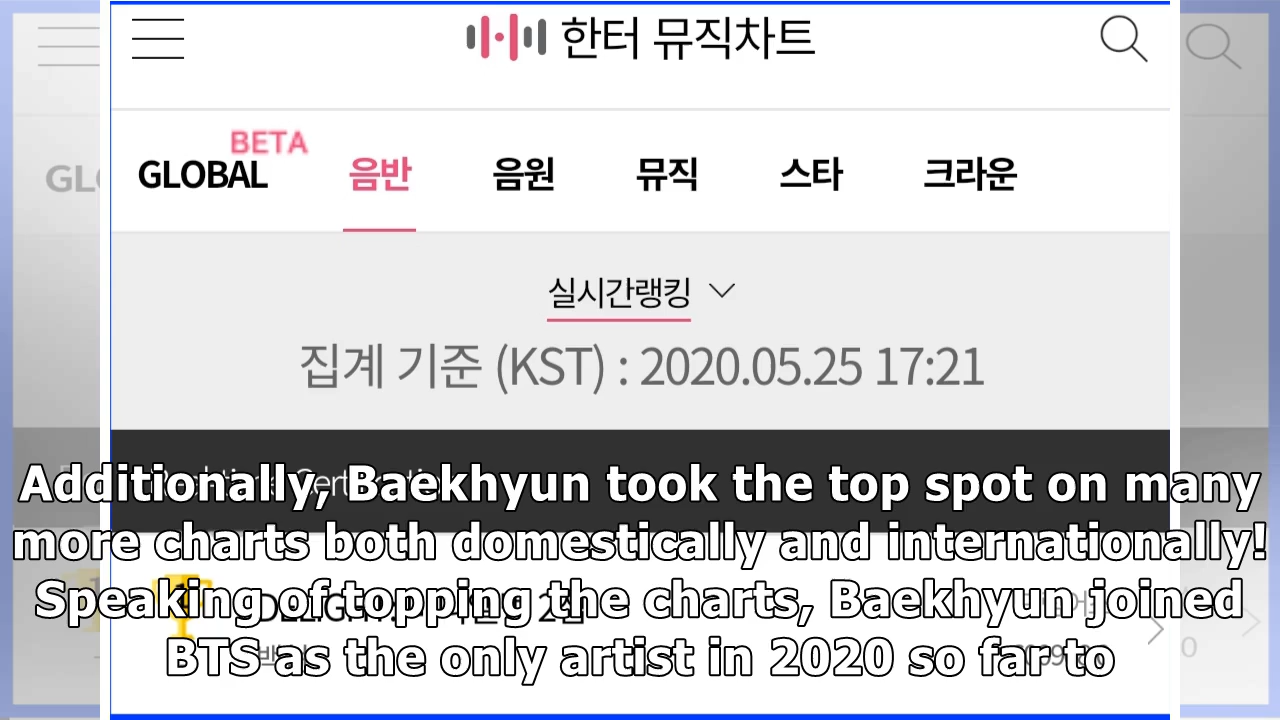 한터 뮤직차트
BETA
GLOBAL 음반 음원 뮤직 스타 크라운
실시간랭킹
집계 기준 (KST) : 2020.05.25 17:21
Additionally, Baekhyun took the top spot on many
more charts both domestically and internationally!
Speaking of topping the charts, Baekhyun joined
BTS as the only artist in 2020 so far to